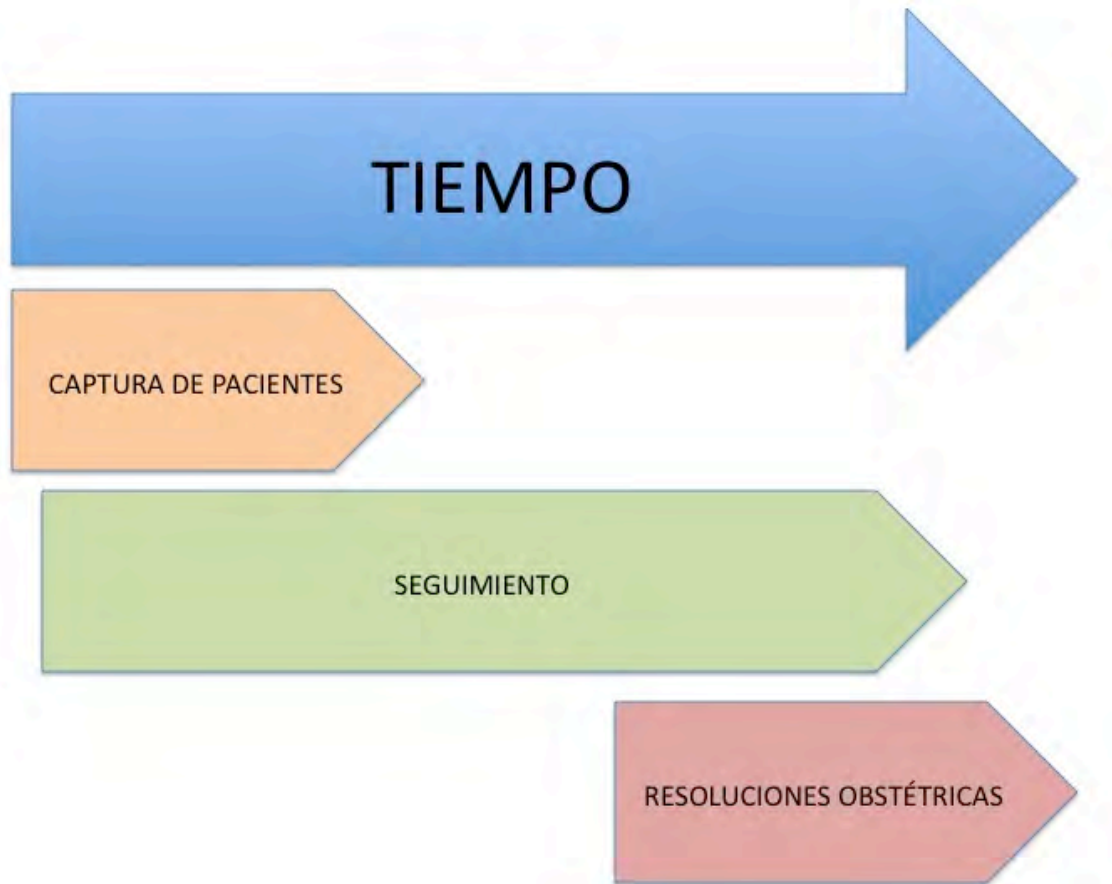 TIEMPO
CAPTURA DE PACIENTES
SEGUIMIENTO
RESOLUCIONES OBSTÉTRICAS